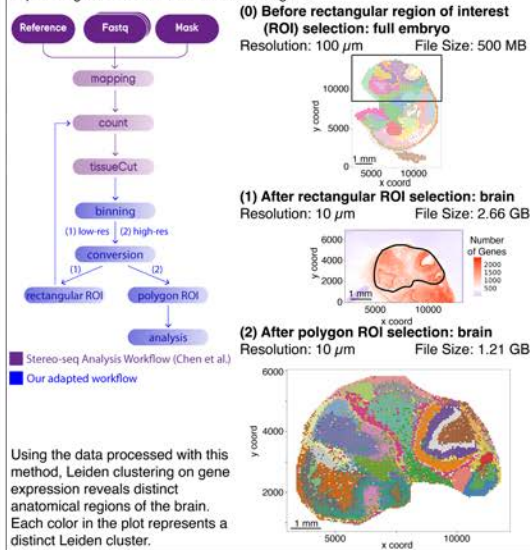 Reference
Fastq
Mask
mapping
count
tissueCut
binning
(1) low-res
(2) high-res
conversion
(1)
(2)
rectangular ROI
polygon ROI
analysis
Stereo-seq Analysis Workflow (Chen et al.)
Our adapted workflow
Using the data processed with this
method, Leiden clustering on gene
expression reveals distinct
anatomical regions of the brain.
Each color in the plot represents a
distinct Leiden cluster.
(0) Before rectangular region of interest
(ROI) selection: full embryo
Resolution: 100 µm File Size: 500 MB
y coord
10000
5000
0
1 mm
5000 10000
x coord
(1) After rectangular ROI selection: brain
Resolution: 10 µm File Size: 2.66 GB
y coord
6000
4000
2000
0
1 mm
5000 10000
x coord
Number
of Genes
2000
1500
1000
500
(2) After polygon ROI selection: brain
Resolution: 10 µm File Size: 1.21 GB
y coord
6000
4000
2000
1 mm
5000 10000
x coord